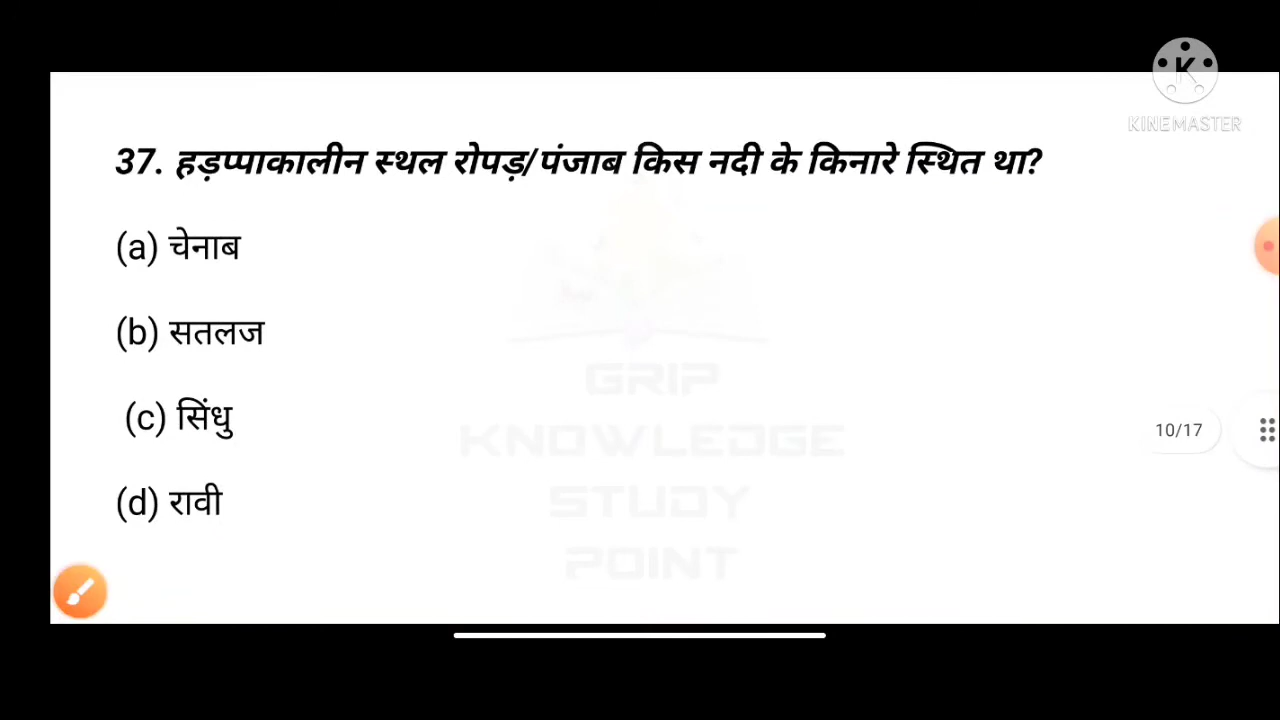 KINEMASTER
37. हड़प्पाकालीन स्थल रोपड़/पंजाब किस नदी के किनारे स्थित था?
(a) चेनाब
(b) सतलज
(c) सिंधु
(d) रावी
10/17
GRIP
KNOWLEDGE
STUDY
POINT